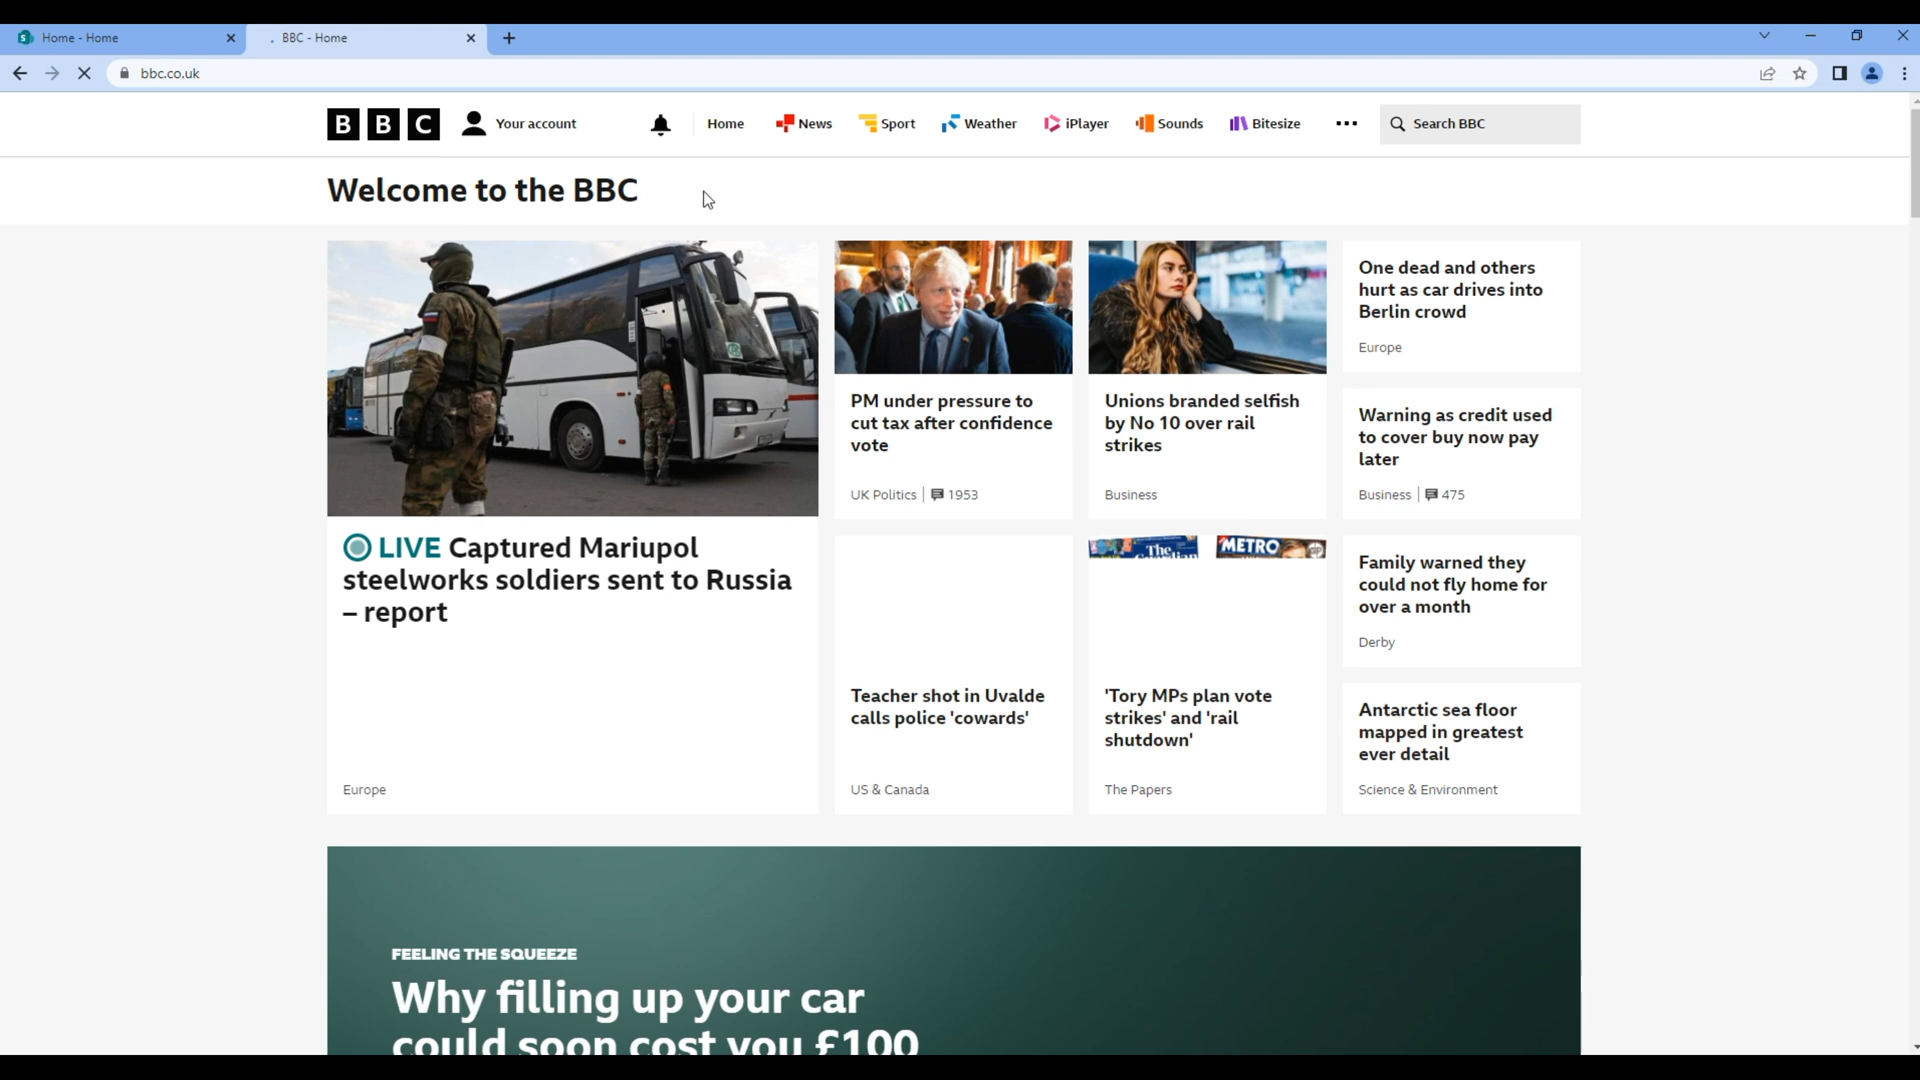 Home - Home
BBC - Home
bbc.co.uk
BBC
Your account
Home
News
Sport
Weather
iPlayer
Sounds
Bitesize
Search BBC
Welcome to the BBC
LIVE Captured Mariupol
steelworks soldiers sent to Russia
– report
Europe
PM under pressure to
cut tax after confidence
vote
UK Politics
1953
Unions branded selfish
by No 10 over rail
strikes
Business
One dead and others
hurt as car drives into
Berlin crowd
Europe
Warning as credit used
to cover buy now pay
later
Business
475
Teacher shot in Uvalde
calls police 'cowards'
US & Canada
The
Guardian
METRO
'Tory MPs plan vote
strikes' and 'rail
shutdown'
The Papers
Family warned they
could not fly home for
over a month
Derby
Antarctic sea floor
mapped in greatest
ever detail
Science & Environment
FEELING THE SQUEEZE
Why filling up your car
could soon cost you £100